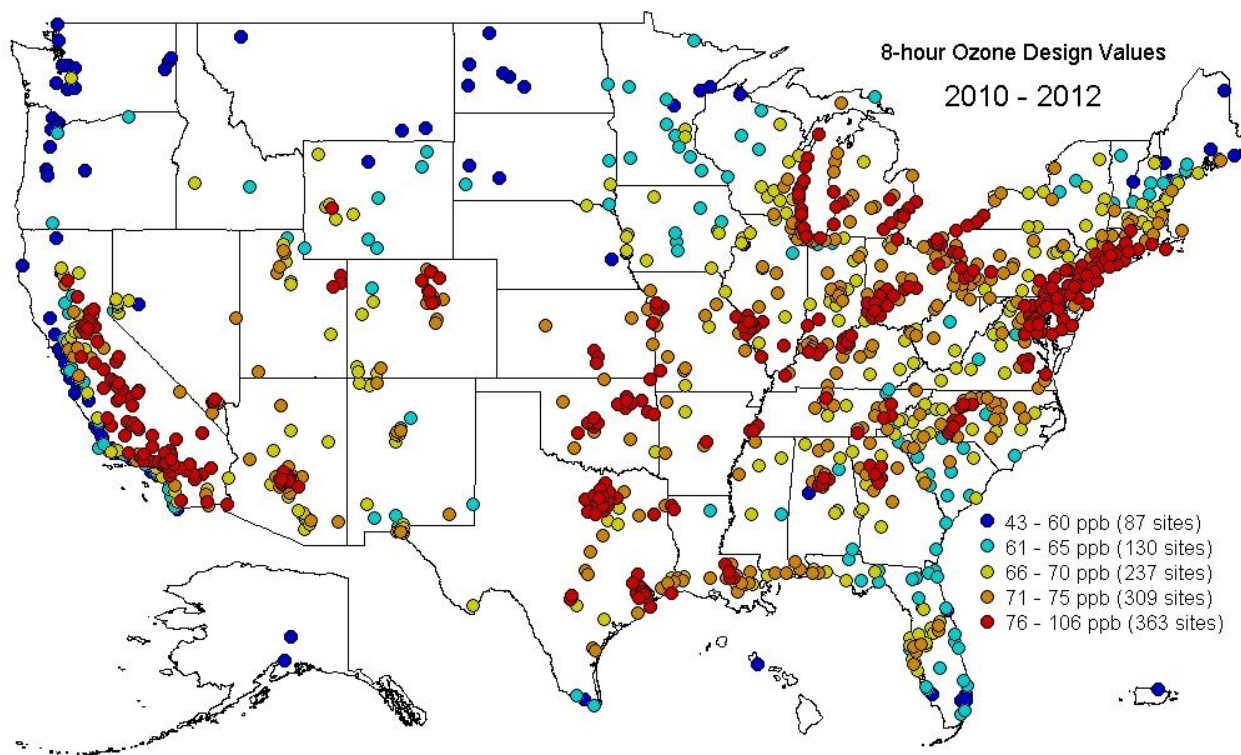 8-hour Ozone Design Values
2010 - 2012
43 - 60 ppb (87 sites)
61 - 65 ppb (130 sites)
66 - 70 ppb (237 sites)
71 - 75 ppb (309 sites)
76 - 106 ppb (363 sites)